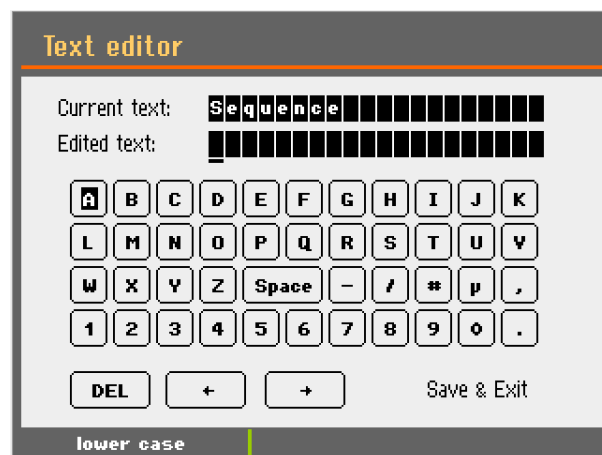 Text editor
Current text: Sequence
Edited text:
A B C D E F G H I J K
L M N O P Q R S T U V
W X Y Z Space - / # µ ,
1 2 3 4 5 6 7 8 9 0 .
DEL ← → Save & Exit
lower case